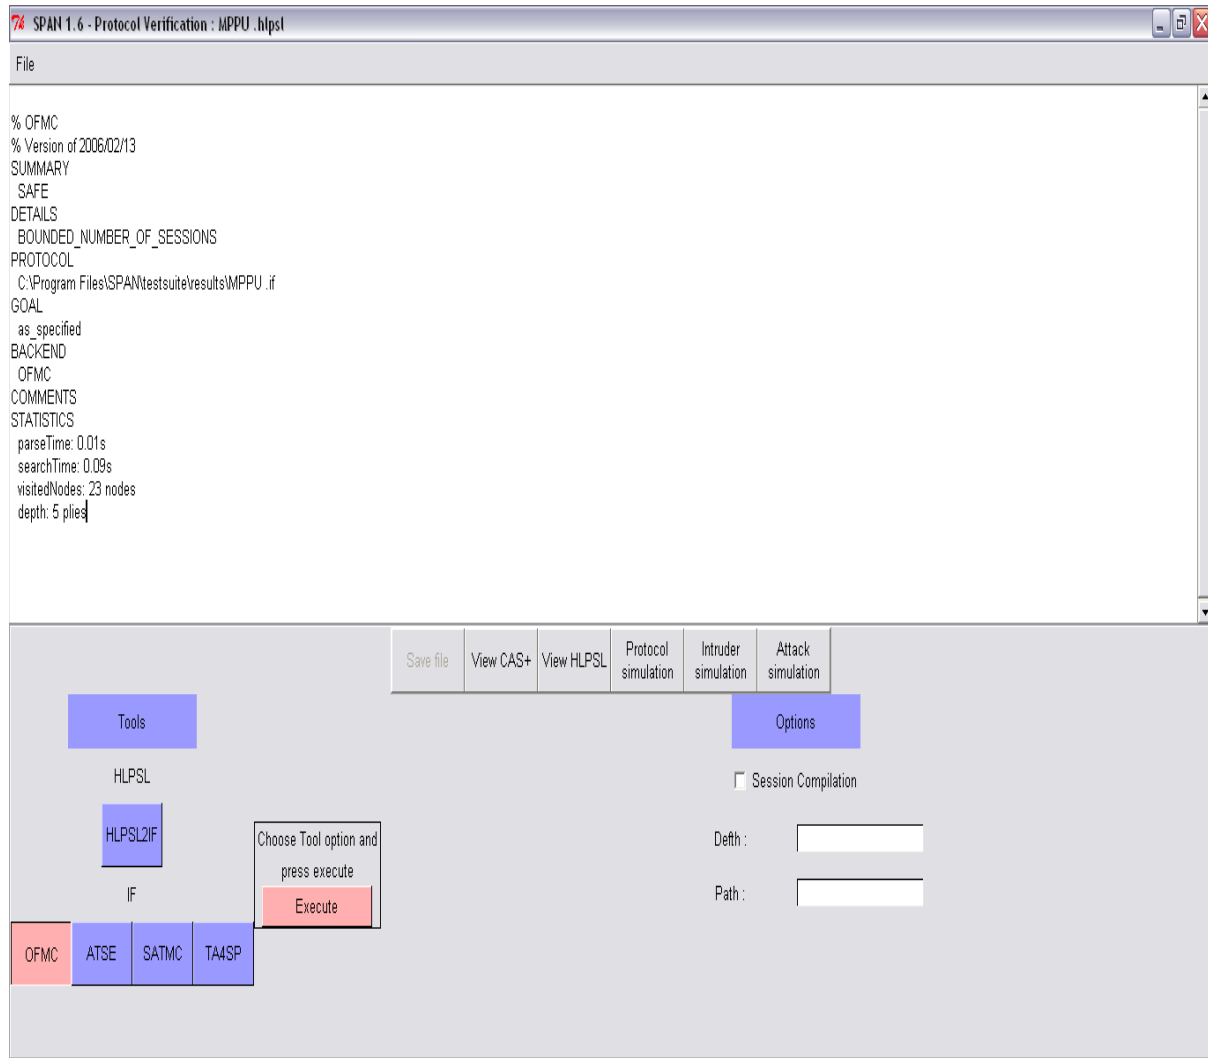 SPAN 1.6 - Protocol Verification : MPPU .hlpsl
File
% OFMC
% Version of 2006/02/13
SUMMARY
SAFE
DETAILS
BOUNDED_NUMBER_OF_SESSIONS
PROTOCOL
C:\Program Files\SPAN\testsuite\results\MPPU .if
GOAL
as_specified
BACKEND
OFMC
COMMENTS
STATISTICS
parseTime: 0.01s
searchTime: 0.09s
visitedNodes: 23 nodes
depth: 5 plies
Save file
View CAS+
View HLPSL
Protocol
simulation
Intruder
simulation
Attack
simulation
Tools
Options
HLPSL
Session Compilation
HLPSL2IF
Choose Tool option and
press execute
Execute
Defth :
Path :
IF
OFMC
ATSE
SATMC
TA4SP